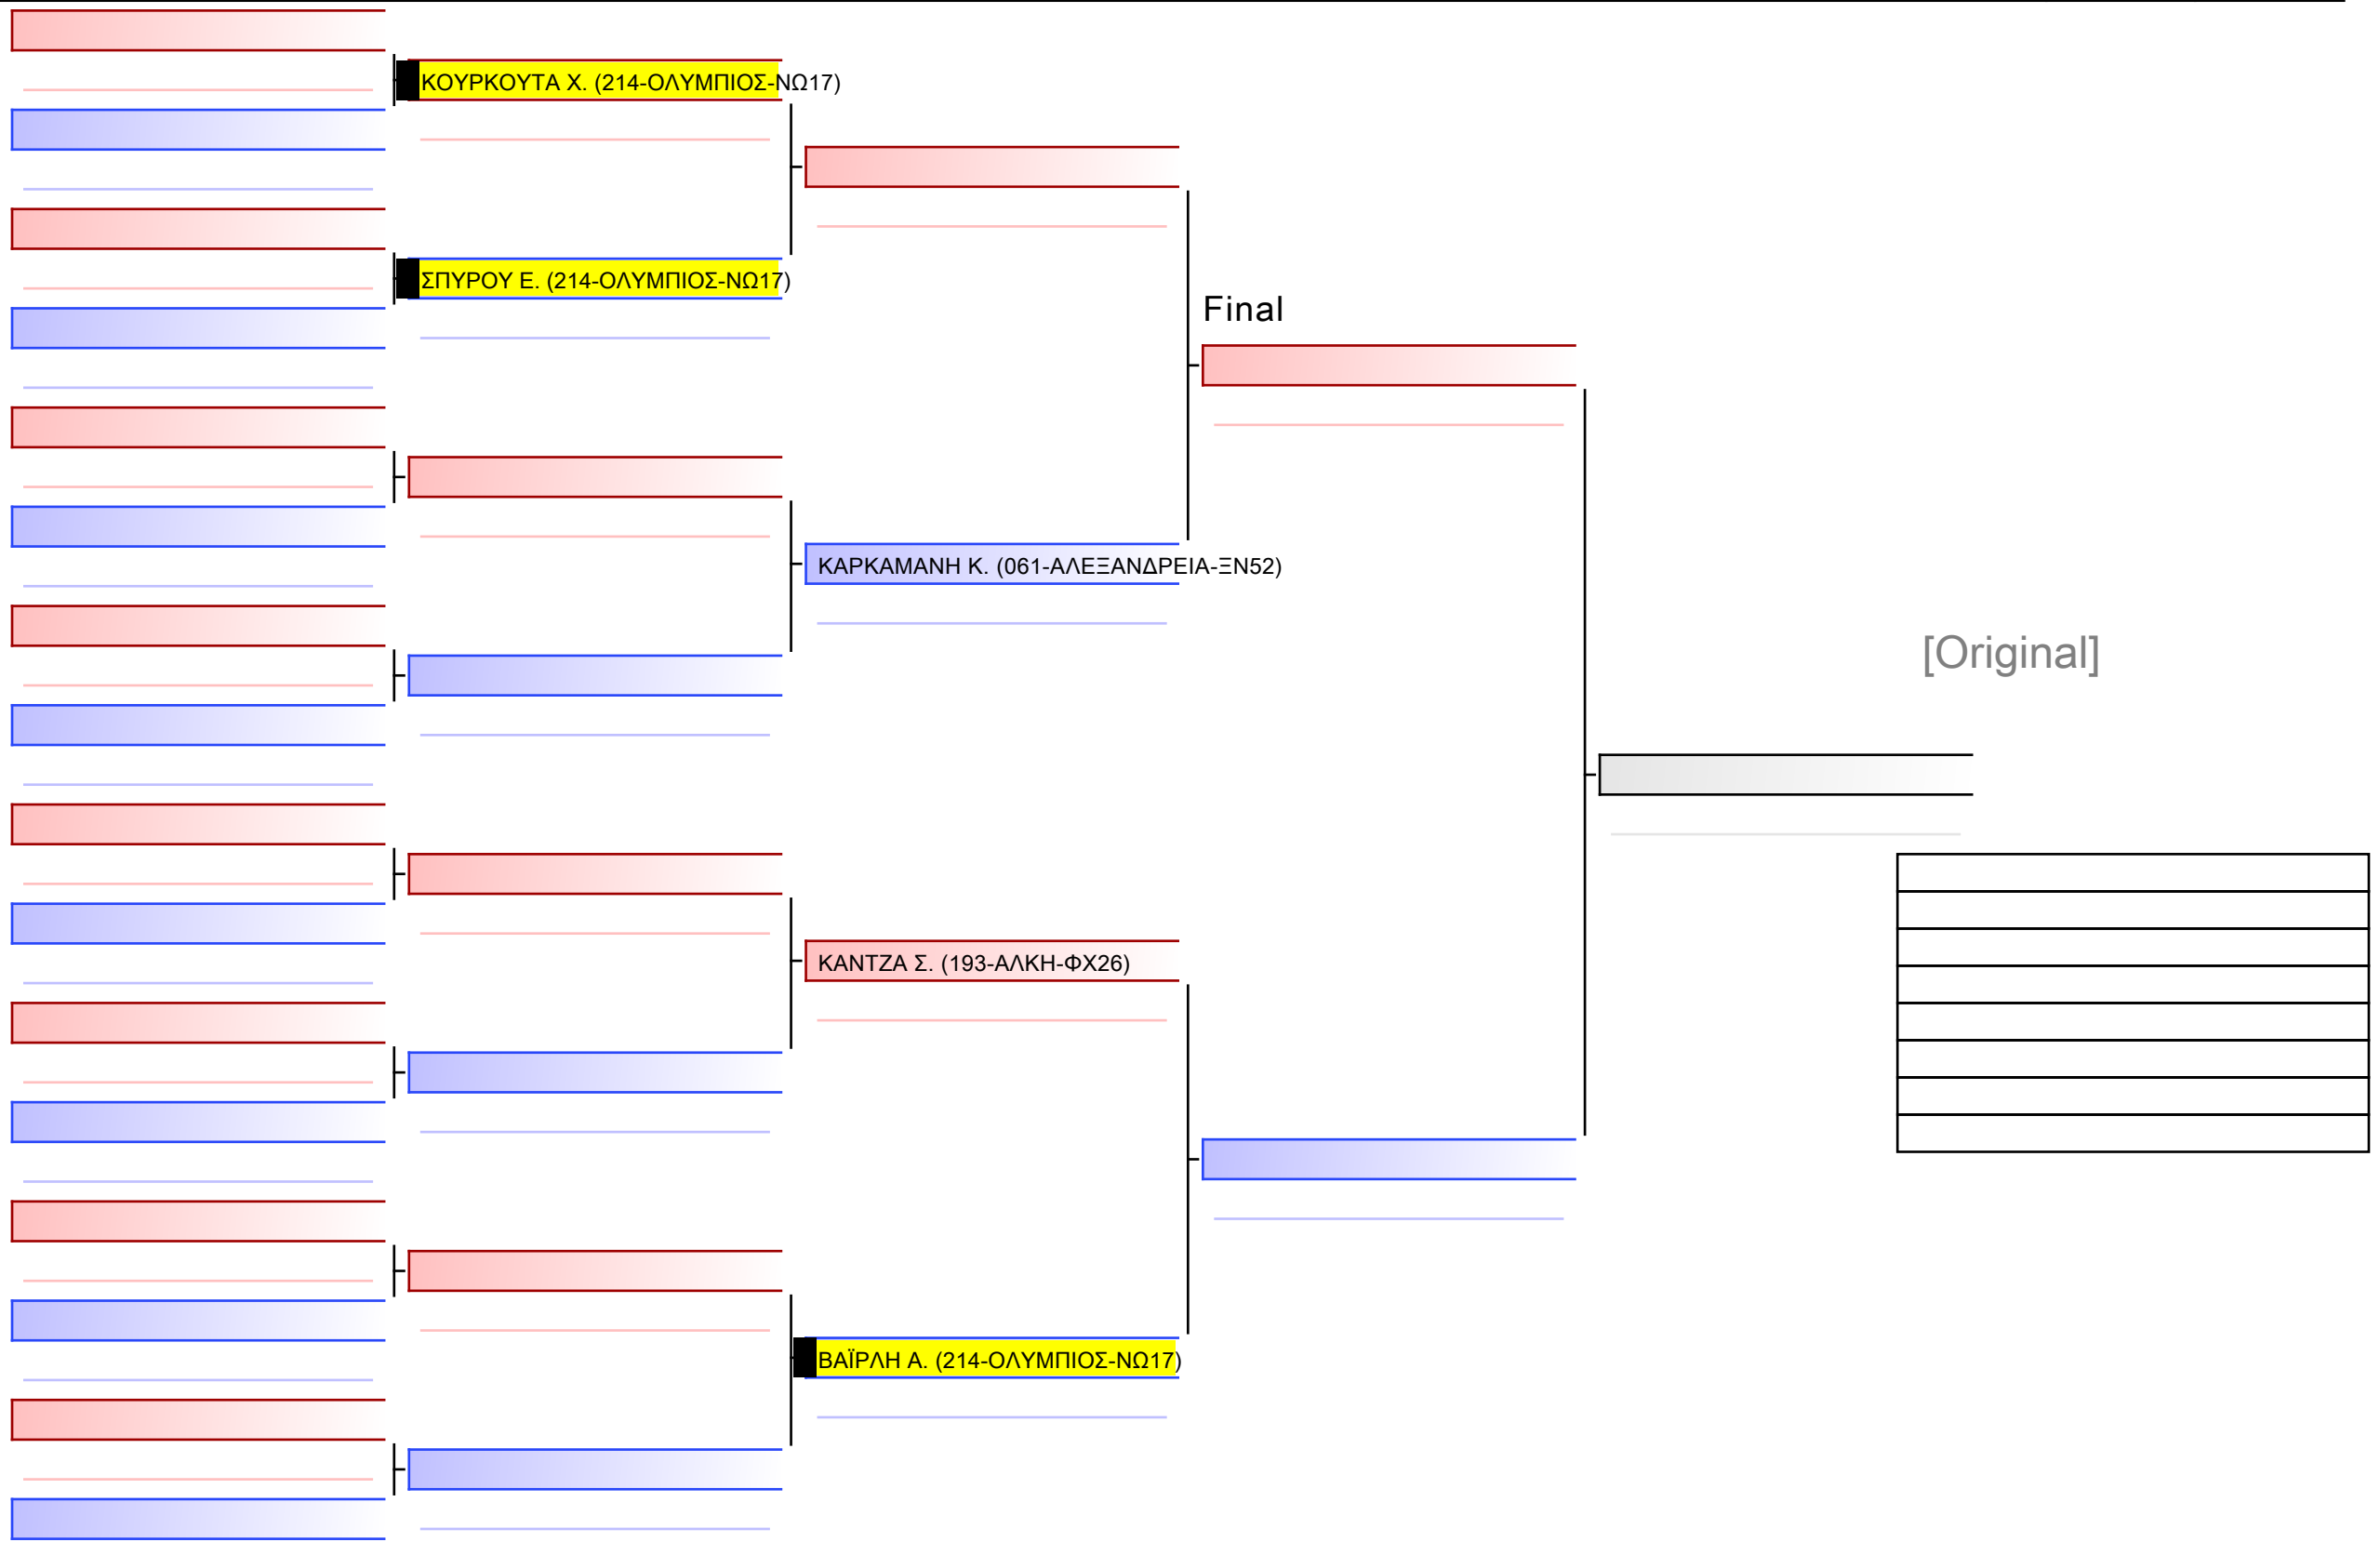 ΚΟΥΡΚΟΥΤΑ Χ. (214-ΟΛΥΜΠΙΟΣ-ΝΩ17)
ΣΠΥΡΟΥ Ε. (214-ΟΛΥΜΠΙΟΣ-ΝΩ17)
Final
ΚΑΡΚΑΜΑΝΗ Κ. (061-ΑΛΕΞΑΝΔΡΕΙΑ-ΞΝ52)
[Original]
ΚΑΝΤΖΑ Σ. (193-ΑΛΚΗ-ΦΧ26)
ΒΑΪΡΛΗ Α. (214-ΟΛΥΜΠΙΟΣ-ΝΩ17)